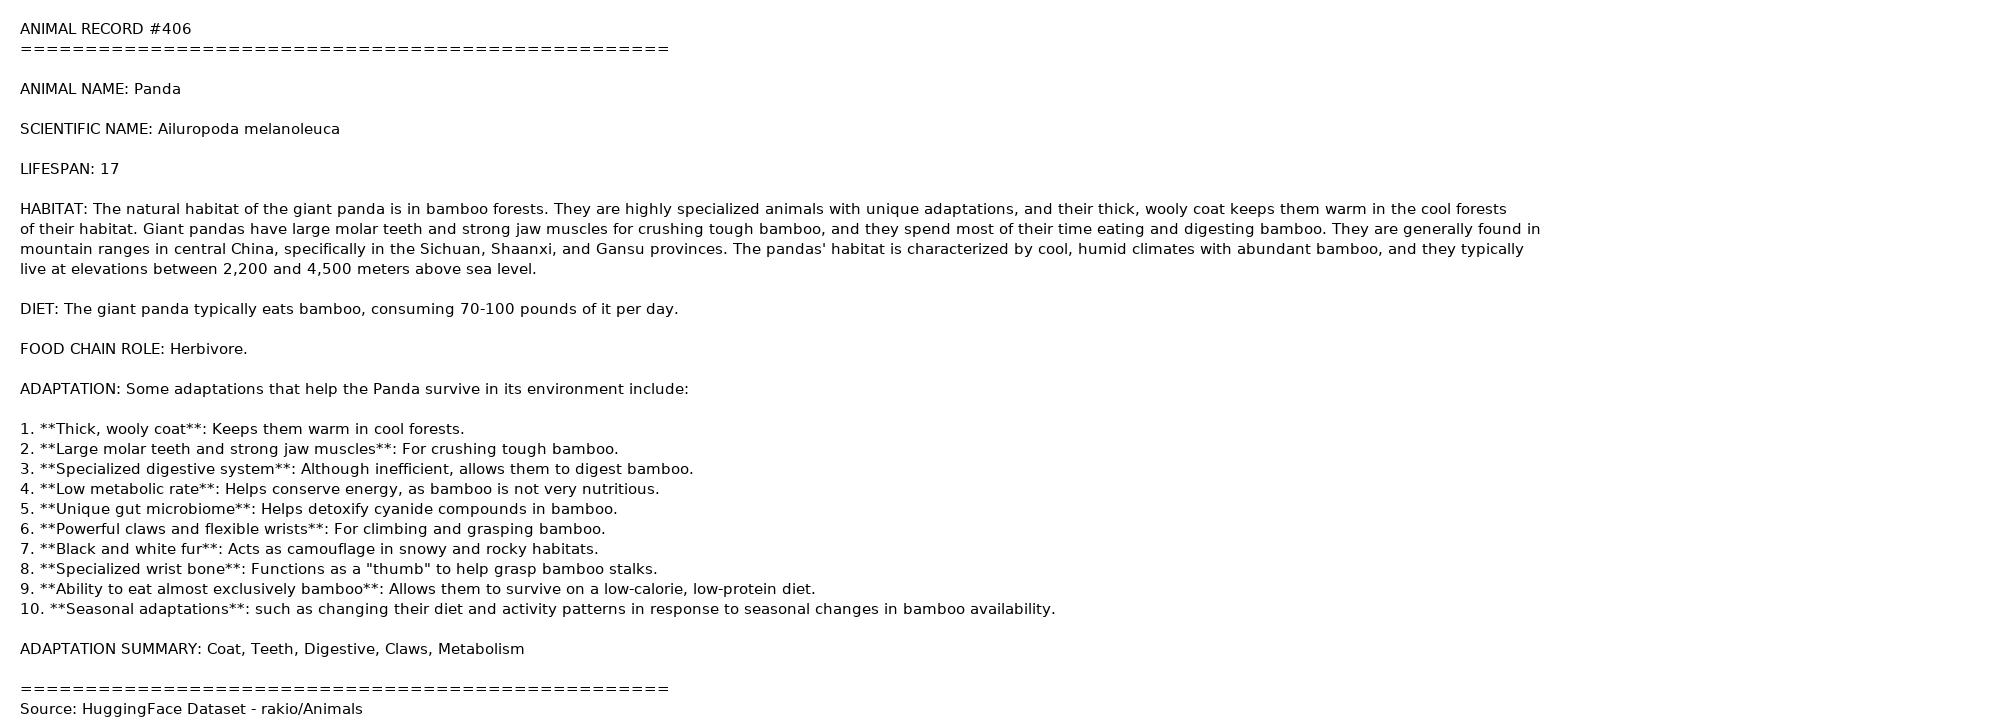 ANIMAL RECORD #406
==================================================
ANIMAL NAME: Panda
SCIENTIFIC NAME: Ailuropoda melanoleuca
LIFESPAN: 17
HABITAT: The natural habitat of the giant panda is in bamboo forests. They are highly specialized animals with unique adaptations, and their thick, wooly coat keeps them warm in the cool forests
of their habitat. Giant pandas have large molar teeth and strong jaw muscles for crushing tough bamboo, and they spend most of their time eating and digesting bamboo. They are generally found in
mountain ranges in central China, specifically in the Sichuan, Shaanxi, and Gansu provinces. The pandas' habitat is characterized by cool, humid climates with abundant bamboo, and they typically
live at elevations between 2,200 and 4,500 meters above sea level.
DIET: The giant panda typically eats bamboo, consuming 70-100 pounds of it per day.
FOOD CHAIN ROLE: Herbivore.
ADAPTATION: Some adaptations that help the Panda survive in its environment include:
1. **Thick, wooly coat**: Keeps them warm in cool forests.
2. **Large molar teeth and strong jaw muscles**: For crushing tough bamboo.
3. **Specialized digestive system**: Although inefficient, allows them to digest bamboo.
4. **Low metabolic rate**: Helps conserve energy, as bamboo is not very nutritious.
5. **Unique gut microbiome**: Helps detoxify cyanide compounds in bamboo.
6. **Powerful claws and flexible wrists**: For climbing and grasping bamboo.
7. **Black and white fur**: Acts as camouflage in snowy and rocky habitats.
8. **Specialized wrist bone**: Functions as a "thumb" to help grasp bamboo stalks.
9. **Ability to eat almost exclusively bamboo**: Allows them to survive on a low-calorie, low-protein diet.
10. **Seasonal adaptations**: such as changing their diet and activity patterns in response to seasonal changes in bamboo availability.
ADAPTATION SUMMARY: Coat, Teeth, Digestive, Claws, Metabolism
==================================================
Source: HuggingFace Dataset - rakio/Animals